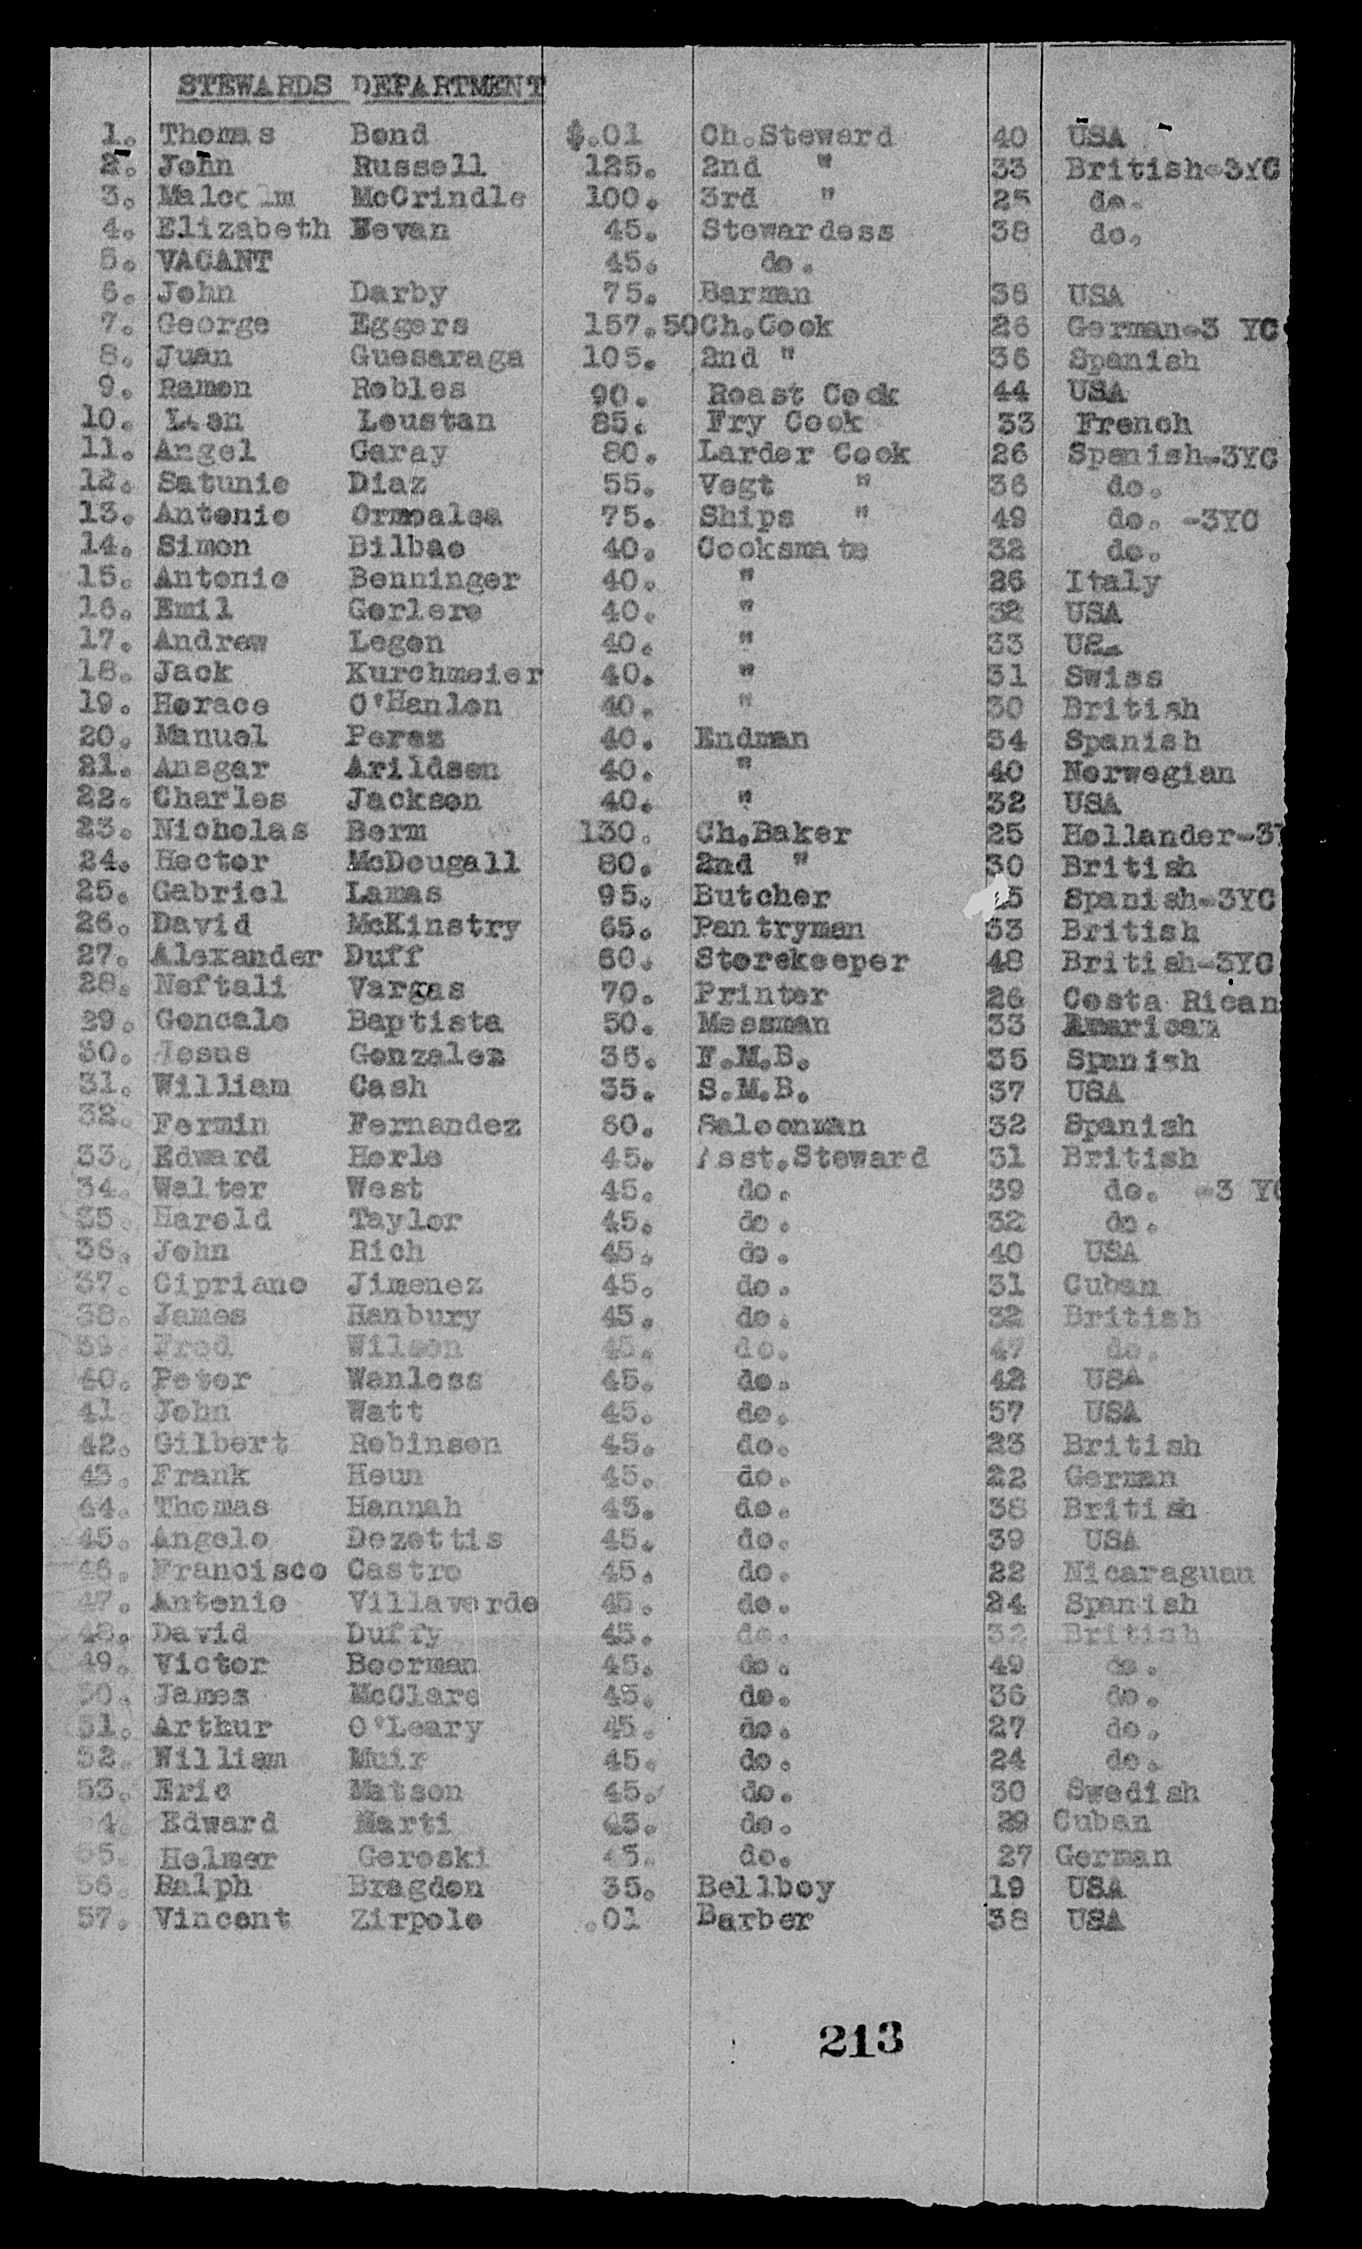 STEWARDS DEPARTMENT
1. Thomas Bond $.01 Ch.Steward 40 USA
2. John Russell 125. 2nd " 33 British-3YC
3. Malcolm McCrindle 100. 3rd " 25 do.
4. Elizabeth Bevan 45. Stewardess 38 do.
5. VACANT 45. do.
6. John Darby 75. Barman 36 USA
7. George Eggers 157.50 Ch.Cook 26 German-3 YC
8. Juan Guesaraga 105. 2nd " 36 Spanish
9. Ramon Robles 90. Roast Cook 44 USA
10. Leon Loustan 85. Fry Cook 33 French
11. Angel Garay 80. Larder Cook 26 Spanish-3YC
12. Satunio Diaz 55. Vegt " 36 do.
13. Antonio 75. Ships " 49 do. -3YC
14. Simon Bilbao 40. Cooksmate 32 do.
15. Antonio Benninger 40. " 26 Italy
16. Emil Gerlero 40. " 32 USA
17. Andrew Legen 40. " 33 USA
18. Jack Kurchmeier 40. " 31 Swiss
19. Horace O'Hanlon 40. " 30 British
20. Manuel Perez 40. Endman 34 Spanish
21. Ansgar Arildsen 40. " 40 Norwegian
22. Charles Jackson 40. " 32 USA
23. Nicholas Berm 130. Ch.Baker 25 Hollander-3Y
24. Hector McDougall 80. 2nd " 30 British
25. Gabriel Lamas 95. Butcher Spanish-3YC
26. David McKinstry 65. Pantryman 33 British
27. Alexander Duff 60. Storekeeper 48 British-3YC
28. Neftali Vargas 70. Printer 26 Costa Rican
29. Goncalo Baptista 50. Messman 33 American
30. Jesus Gonzalez 35. F.M.B. 35 Spanish
31. William Cash 35. S.M.B. 37 USA
32. Fermin Fernandez 60. Saloonman 32 Spanish
33. Edward Herle 45. Asst.Steward 31 British
34. Walter West 45. do. 39 do. -3 YC
35. Harold Taylor 45. do. 32 do.
36. John Rich 45. do. 40 USA
37. Cipriano Jimenez 45. do. 31 Cuban
38. James Hanbury 45. do. 32 British
39. Fred Wilson 45. do. 47 do.
40. Peter Wanless 45. do. 42 USA
41. John Watt 45. do. 57 USA
42. Gilbert Robinson 45. do. 23 British
43. Frank Heun 45. do. 22 German
44. Thomas Hannah 45. do. 38 British
45. Angelo Dezettis 45. do. 39 USA
46. Francisco Castro 45. do. 22 Nicaraguan
47. Antonio Villaverde 45. do. 24 Spanish
48. David Duffy 45. do. 32 British
49. Victor Boorman 45. do. 49 do.
50. James McClare 45. do. 36 do.
51. Arthur O'Leary 45. do. 27 do.
52. William Muir 45. do. 24 do.
53. Eric Matson 45. do. 30 Swedish
54. Edward Marti 45. do. 29 Cuban
55. Helmer Geroski 45. do. 27 German
56. Ralph Bragdon 35. Bellboy 19 USA
57. Vincent Zirpole .01 Barber 38 USA
213